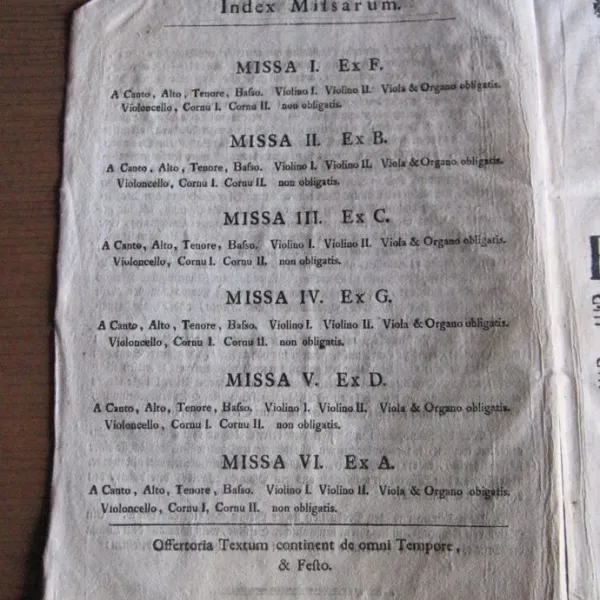 Index Missarum.
MISSA I. Ex F.
A Canto, Alto, Tenore, Baſso. Violino I. Violino II. Viola & Organo obligatis.
Violoncello, Cornu I. Cornu II. non obligatis.
MISSA II. Ex B.
A Canto, Alto, Tenore, Baſso. Violino I. Violino II. Viola & Organo obligatis.
Violoncello, Cornu I. Cornu II. non obligatis.
MISSA III. Ex C.
A Canto, Alto, Tenore, Baſso. Violino I. Violino II. Viola & Organo obligatis.
Violoncello, Cornu I. Cornu II. non obligatis.
MISSA IV. Ex G.
A Canto, Alto, Tenore, Baſso. Violino I. Violino II. Viola & Organo obligatis.
Violoncello, Cornu I. Cornu II. non obligatis.
MISSA V. Ex D.
A Canto, Alto, Tenore, Baſso. Violino I. Violino II. Viola & Organo obligatis.
Violoncello, Cornu I. Cornu II. non obligatis.
MISSA VI. Ex A.
A Canto, Alto, Tenore, Baſso. Violino I. Violino II. Viola & Organo obigatis.
Violoncello, Cornu I, Cornu II. non obligatis.
Offertoria Textum continent de omni Tempore,
& Feſto.